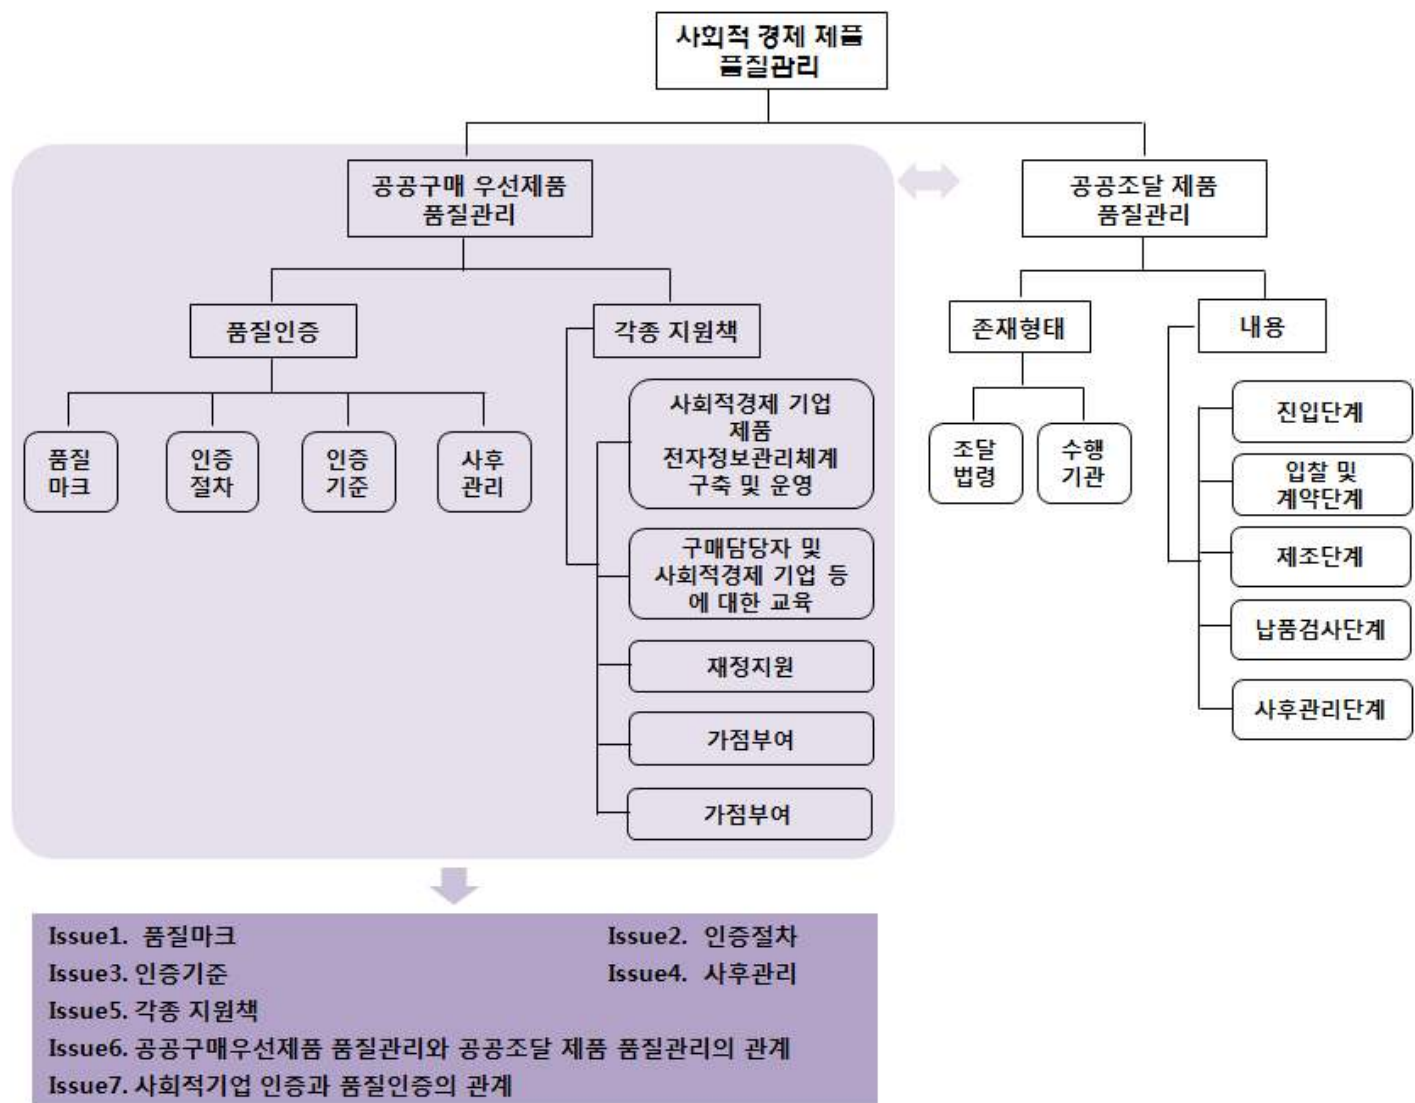 사회적 경제 제품
품질관리
공공구매 우선제품
품질관리
공공조달 제품
품질관리
품질인증
각종 지원책
존재형태
내용
품질
마크
인증
절차
인증
기준
사후
관리
사회적경제 기업
제품
전자정보관리체계
구축 및 운영
구매담당자 및
사회적경제 기업 등
에 대한 교육
재정지원
가점부여
가점부여
조달
법령
수행
기관
진입단계
입찰 및
계약단계
제조단계
납품검사단계
사후관리단계
Issue1. 품질마크
Issue2. 인증절차
Issue3. 인증기준
Issue4. 사후관리
Issue5. 각종 지원책
Issue6. 공공구매우선제품 품질관리와 공공조달 제품 품질관리의 관계
Issue7. 사회적기업 인증과 품질인증의 관계